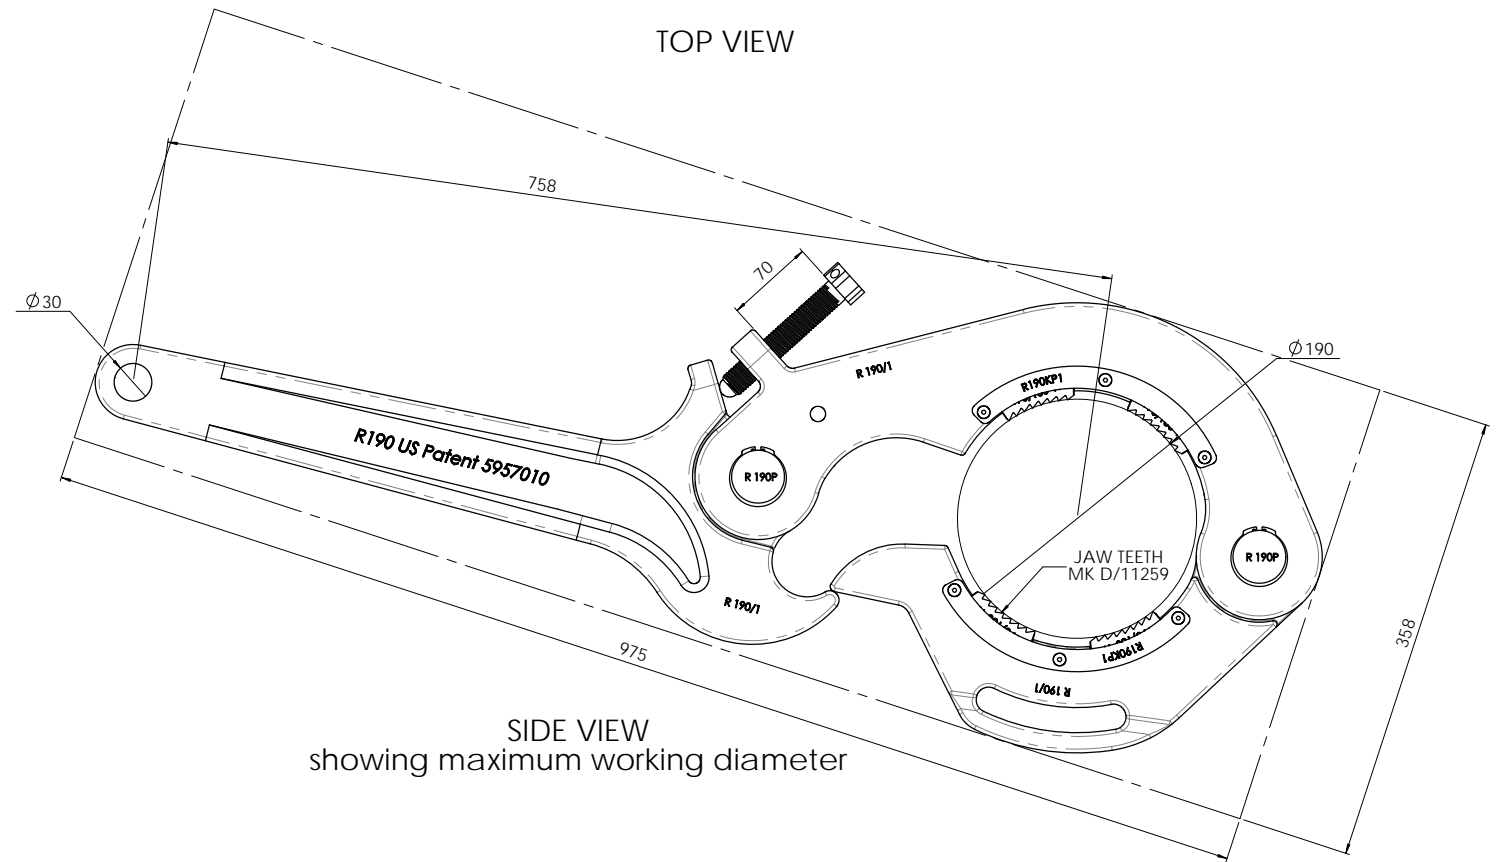 TOP VIEW
758
70
Ø30
Ø190
R 190/1
R190KP1
R190 US Patent 5957010
R 190P
R 190P
JAW TEETH
MK D/11259
R 190/1
358
975
R190KP1
R 190/1
SIDE VIEW
showing maximum working diameter